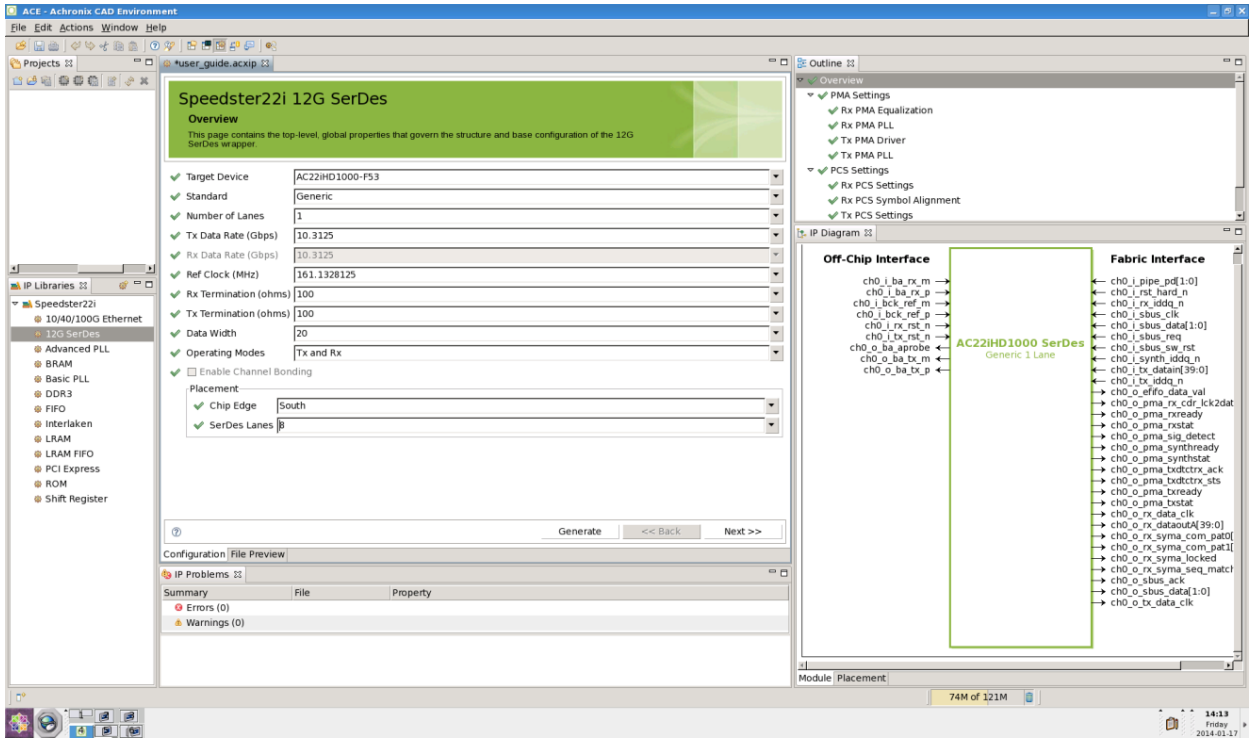 ACE - Achronix CAD Environment
File Edit Actions Window Help
Projects
*user_guide.acxip
Speedster22i 12G SerDes
Overview
This page contains the top-level, global properties that govern the structure and base configuration of the 12G
SerDes wrapper.
Target Device AC22iHD1000-F53
Standard Generic
Number of Lanes 1
Tx Data Rate (Gbps) 10.3125
Rx Data Rate (Gbps) 10.3125
Ref Clock (MHz) 161.1328125
Rx Termination (ohms) 100
Tx Termination (ohms) 100
Data Width 20
Operating Modes Tx and Rx
Enable Channel Bonding
Placement
Chip Edge South
SerDes Lanes 8
Generate << Back Next >>
Configuration File Preview
IP Libraries
Speedster22i
10/40/100G Ethernet
12G SerDes
Advanced PLL
BRAM
Basic PLL
DDR3
FIFO
Interlaken
LRAM
LRAM FIFO
PCI Express
ROM
Shift Register
IP Problems
Summary File Property
Errors (0)
Warnings (0)
Outline
Overview
PMA Settings
Rx PMA Equalization
Rx PMA PLL
Tx PMA Driver
Tx PMA PLL
PCS Settings
Rx PCS Settings
Rx PCS Symbol Alignment
Tx PCS Settings
IP Diagram
Off-Chip Interface
ch0_i_ba_rx_m
ch0_i_ba_rx_p
ch0_i_bck_ref_m
ch0_i_bck_ref_p
ch0_i_rx_rst_n
ch0_i_tx_rst_n
ch0_o_ba_aprobe
ch0_o_ba_tx_m
ch0_o_ba_tx_p
AC22iHD1000 SerDes
Generic 1 Lane
Fabric Interface
ch0_i_pipe_pd[1:0]
ch0_i_rst_hard_n
ch0_i_rx_iddq_n
ch0_i_sbus_clk
ch0_i_sbus_data[1:0]
ch0_i_sbus_req
ch0_i_sbus_sw_rst
ch0_i_synth_iddq_n
ch0_i_tx_datain[39:0]
ch0_i_tx_iddq_n
ch0_o_efifo_data_val
ch0_o_pma_rx_cdr_lck2dat
ch0_o_pma_rxready
ch0_o_pma_rxstat
ch0_o_pma_sig_detect
ch0_o_pma_synthready
ch0_o_pma_synthstat
ch0_o_pma_txdtctrx_ack
ch0_o_pma_txdtctrx_sts
ch0_o_pma_txready
ch0_o_pma_txstat
ch0_o_rx_data_clk
ch0_o_rx_dataoutA[39:0]
ch0_o_rx_syma_com_pat0[
ch0_o_rx_syma_com_pat1[
ch0_o_rx_syma_locked
ch0_o_rx_syma_seq_match
ch0_o_sbus_ack
ch0_o_sbus_data[1:0]
ch0_o_tx_data_clk
Module Placement
74M of 121M
1
4
14:13
Friday
2014-01-17